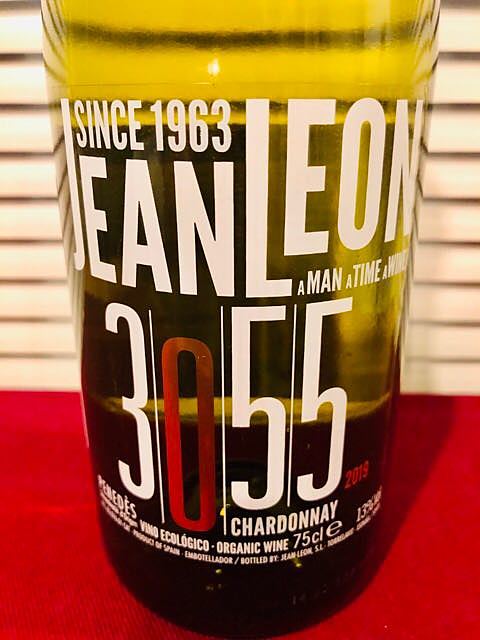 SINCE 1963
JEAN LEON
A MAN A TIME A WINE
3055
2019
PENEDÈS
CHARDONNAY
13% Vol
VINO ECOLÓGICO · ORGANIC WINE 75cl e
PRODUCT OF SPAIN · EMBOTELLADOR / BOTTLED BY: JEAN LEON, S.L.